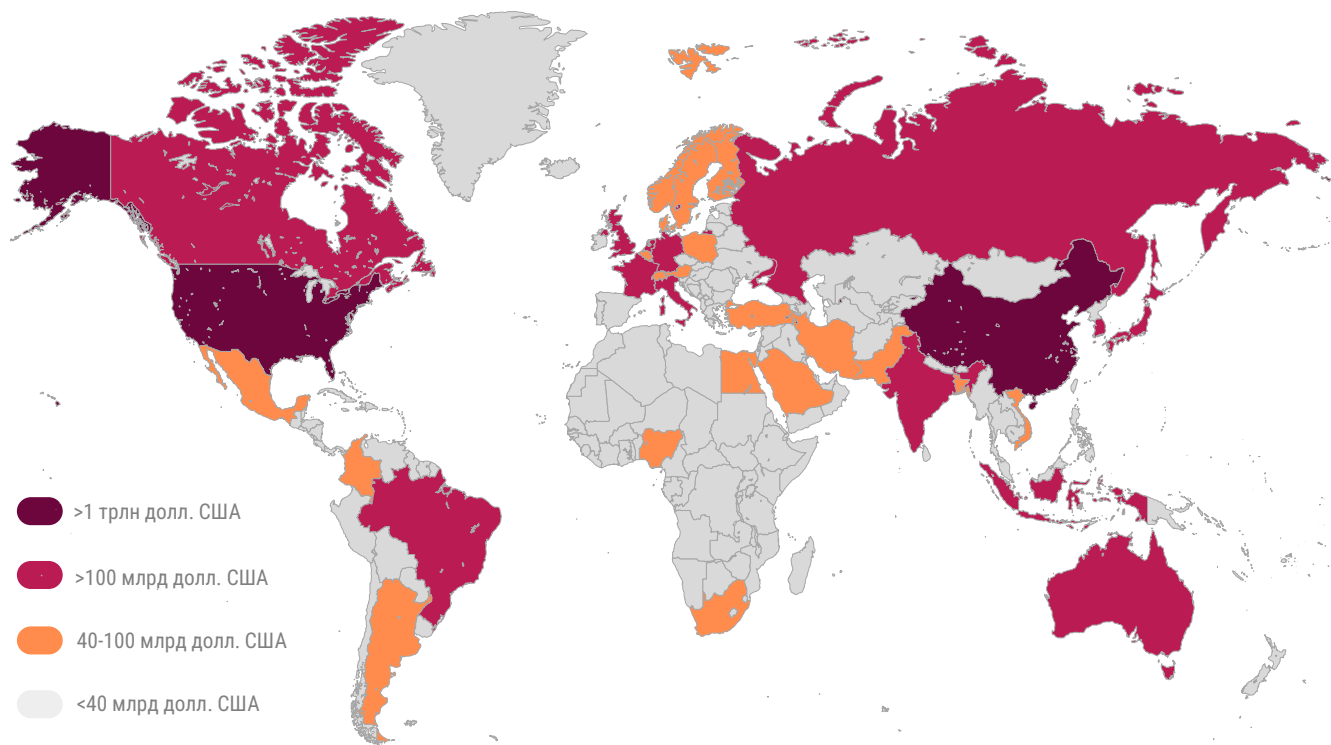 >1 трлн долл. США
>100 млрд долл. США
40-100 млрд долл. США
<40 млрд долл. США